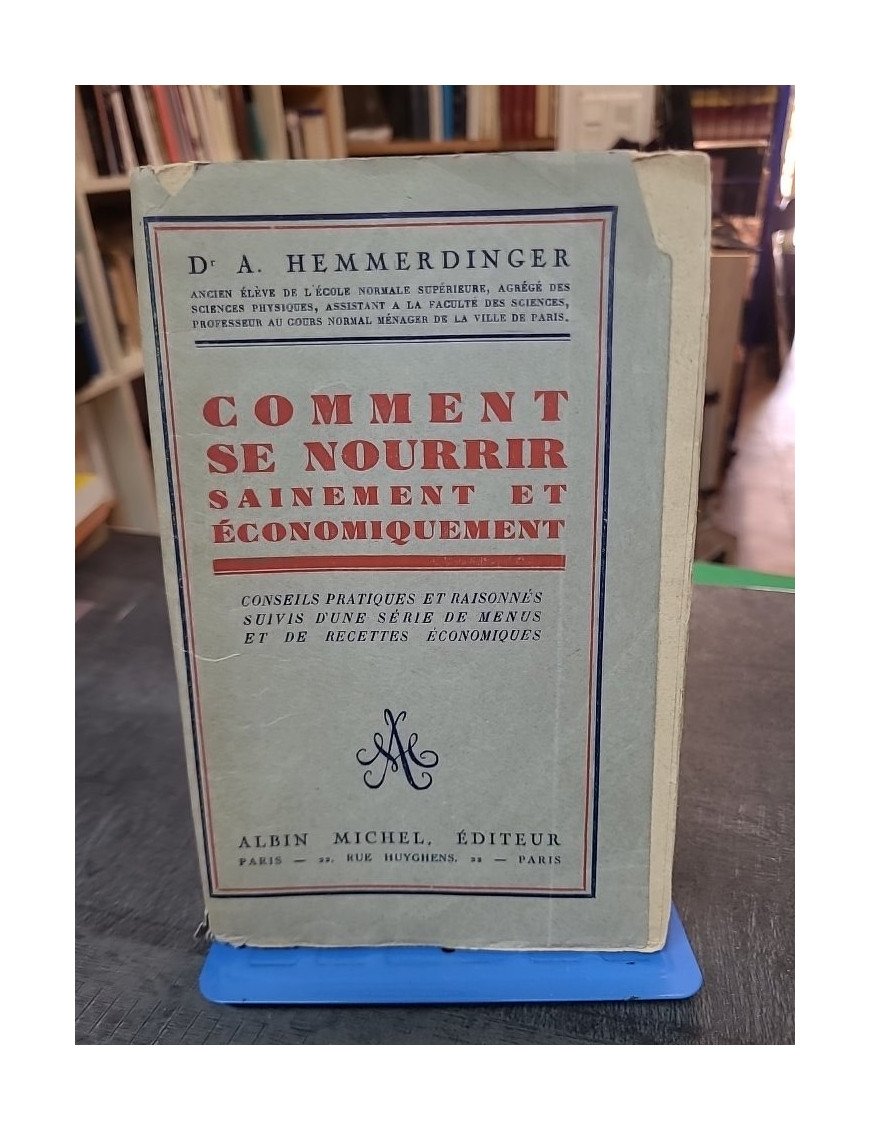 Dr A. HEMMERDINGER
ANCIEN ÉLÈVE DE L'ÉCOLE NORMALE SUPÉRIEURE, AGRÉGÉ DES
SCIENCES PHYSIQUES, ASSISTANT A LA FACULTÉ DES SCIENCES,
PROFESSEUR AU COURS NORMAL MÉNAGER DE LA VILLE DE PARIS.
COMMENT
SE NOURRIR
SAINEMENT ET
ÉCONOMIQUEMENT
CONSEILS PRATIQUES ET RAISONNÉS
SUIVIS D'UNE SÉRIE DE MENUS
ET DE RECETTES ÉCONOMIQUES
ALBIN MICHEL, ÉDITEUR
PARIS — 22, RUE HUYGHENS, 22 — PARIS